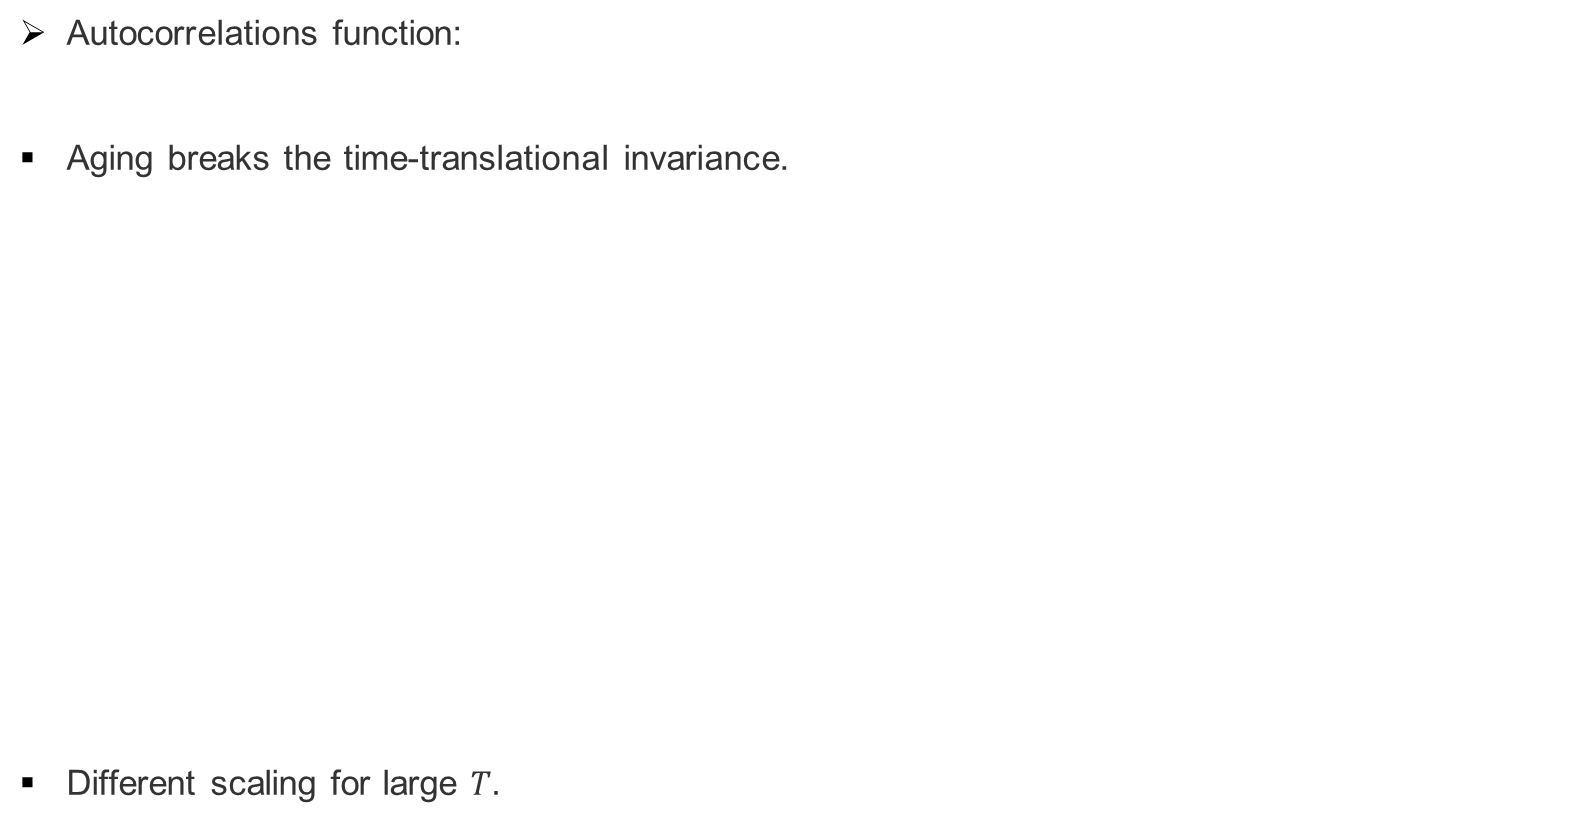 ➢ Autocorrelations function:
▪ Aging breaks the time-translational invariance.
▪ Different scaling for large T.